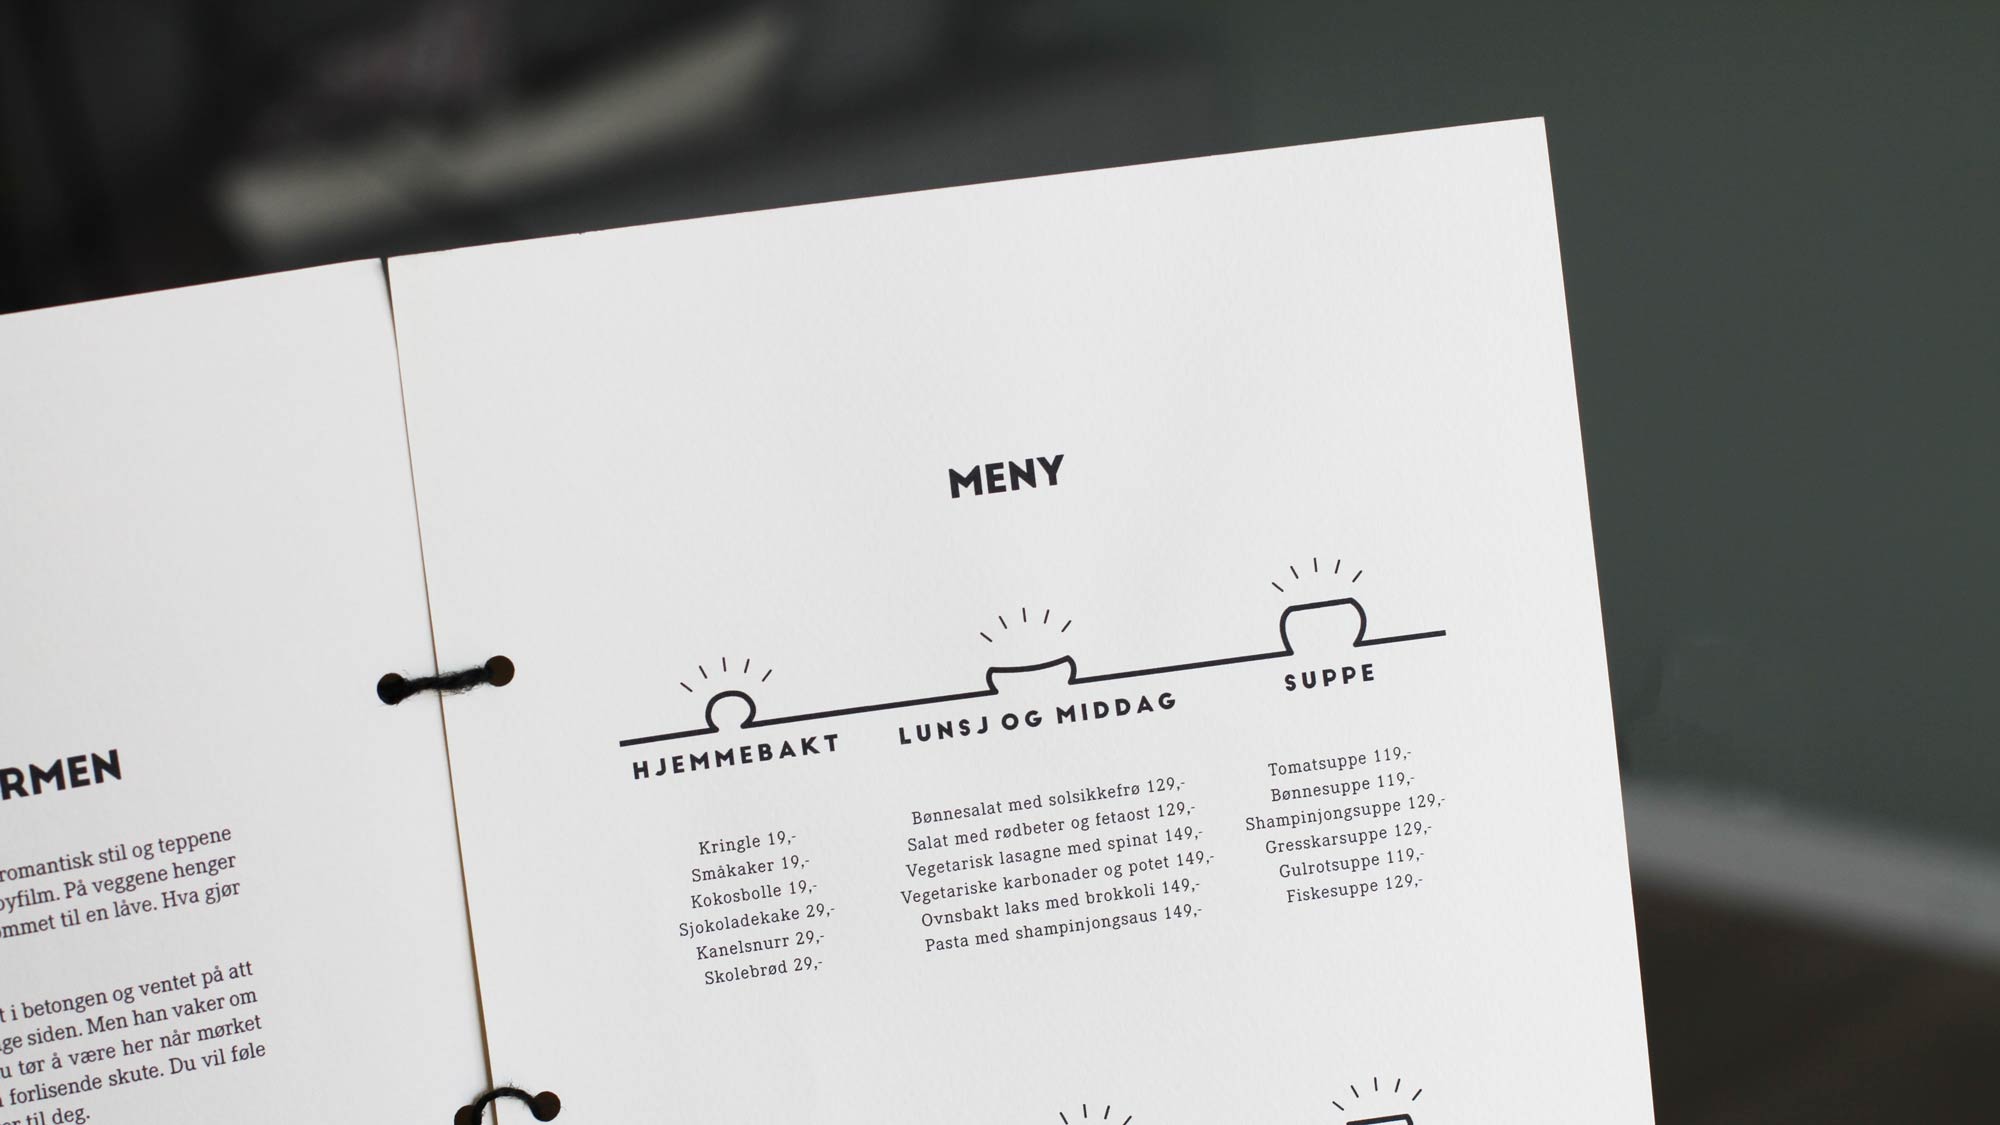 RMEN
romantisk stil og teppene
oyfilm. På veggene henger
ommet til en låve. Hva gjør
t i betongen og ventet på att
ge siden. Men han vaker om
u tør å være her når mørket
forlisende skute. Du vil føle
til deg.
MENY
HJEMMEBAKT
Kringle 19,-
Småkaker 19,-
Kokosbolle 19,-
Sjokoladekake 29,-
Kanelsnurr 29,-
Skolebrød 29,-
LUNSJ OG MIDDAG
Bønnesalat med solsikkefrø 129,-
Salat med rødbeter og fetaost 129,-
Vegetarisk lasagne med spinat 149,-
Vegetariske karbonader og potet 149,-
Ovnsbakt laks med brokkoli 149,-
Pasta med shampinjongsaus 149,-
SUPPE
Tomatsuppe 119,-
Bønnesuppe 119,-
Shampinjongsuppe 129,-
Gresskarsuppe 129,-
Gulrotsuppe 119,-
Fiskesuppe 129,-